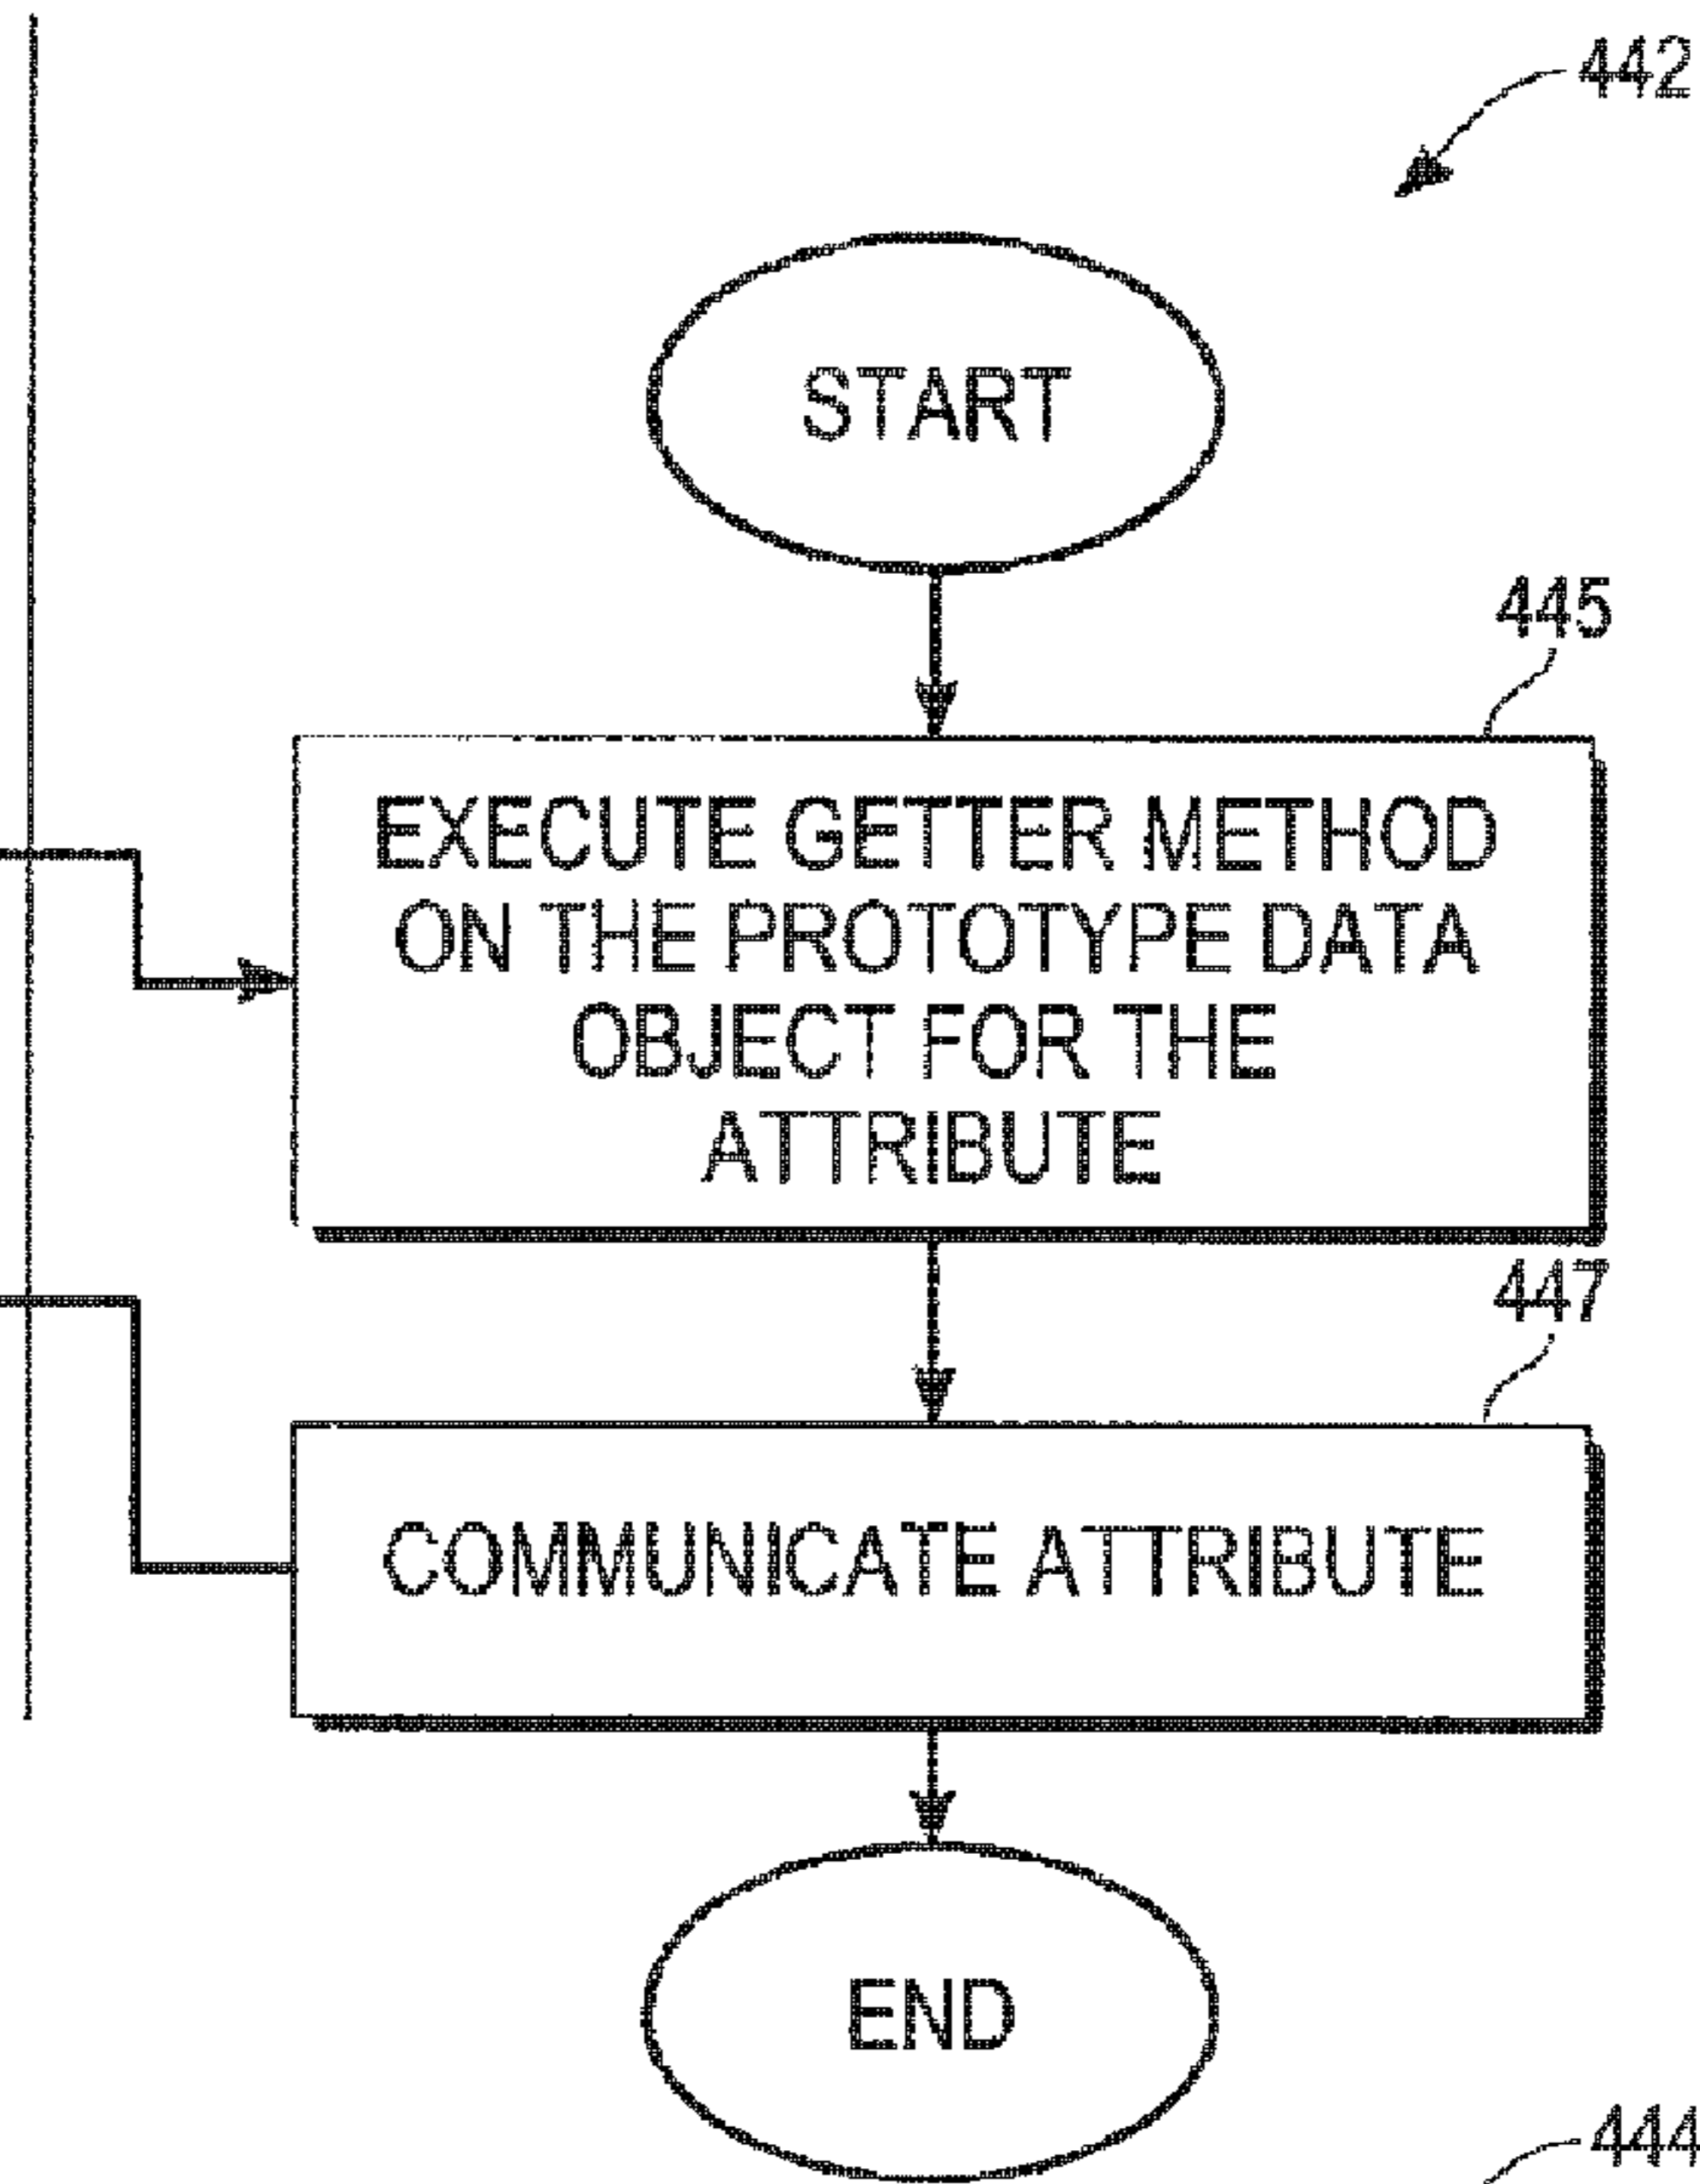 442
START
445
EXECUTE GETTER METHOD
ON THE PROTOTYPE DATA
OBJECT FOR THE
ATTRIBUTE
447
COMMUNICATE ATTRIBUTE
END
444